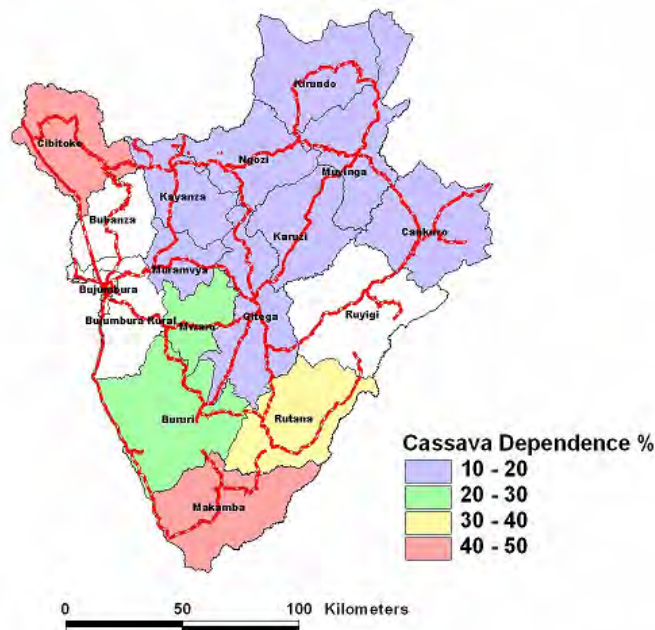 Kirundo
Cibitoke
Ngozi
Muyinga
Kayanza
Bubanza
Karuzi
Cankuzo
Muramvya
Bujumbura
Gitega
Ruyigi
Bujumbura Rural
Mwaro
Bururi
Rutana
Makamba
Cassava Dependence %
10 - 20
20 - 30
30 - 40
40 - 50
0 50 100 Kilometers